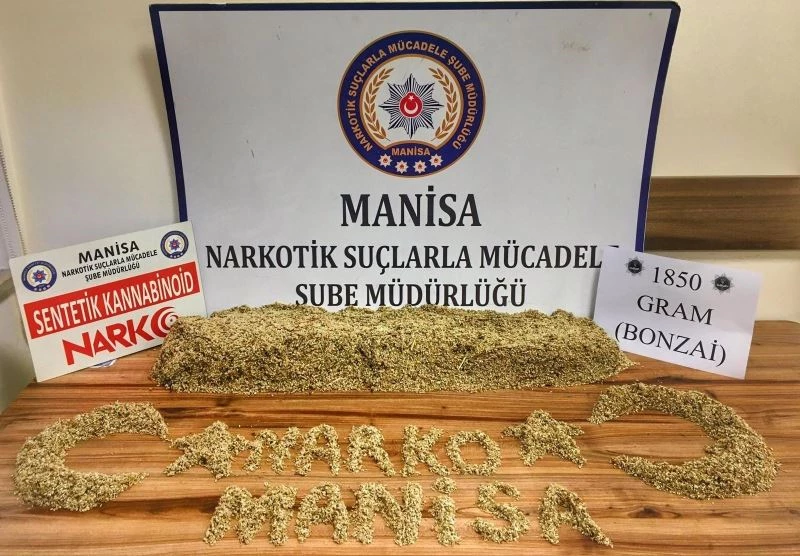 NARKOTİK SUÇLARLA MÜCADELE ŞUBE MÜDÜRLÜĞÜ
MANİSA
MANİSA
NARKOTİK SUÇLARLA MÜCADELE
ŞUBE MÜDÜRLÜĞÜ
MANİSA
NARKOTİK SUÇLARLA MÜCADELE
ŞUBE MÜDÜRLÜĞÜ
SENTETİK KANNABİNOİD
NARKO
1850
GRAM
(BONZAİ)
NARKO
MANİSA